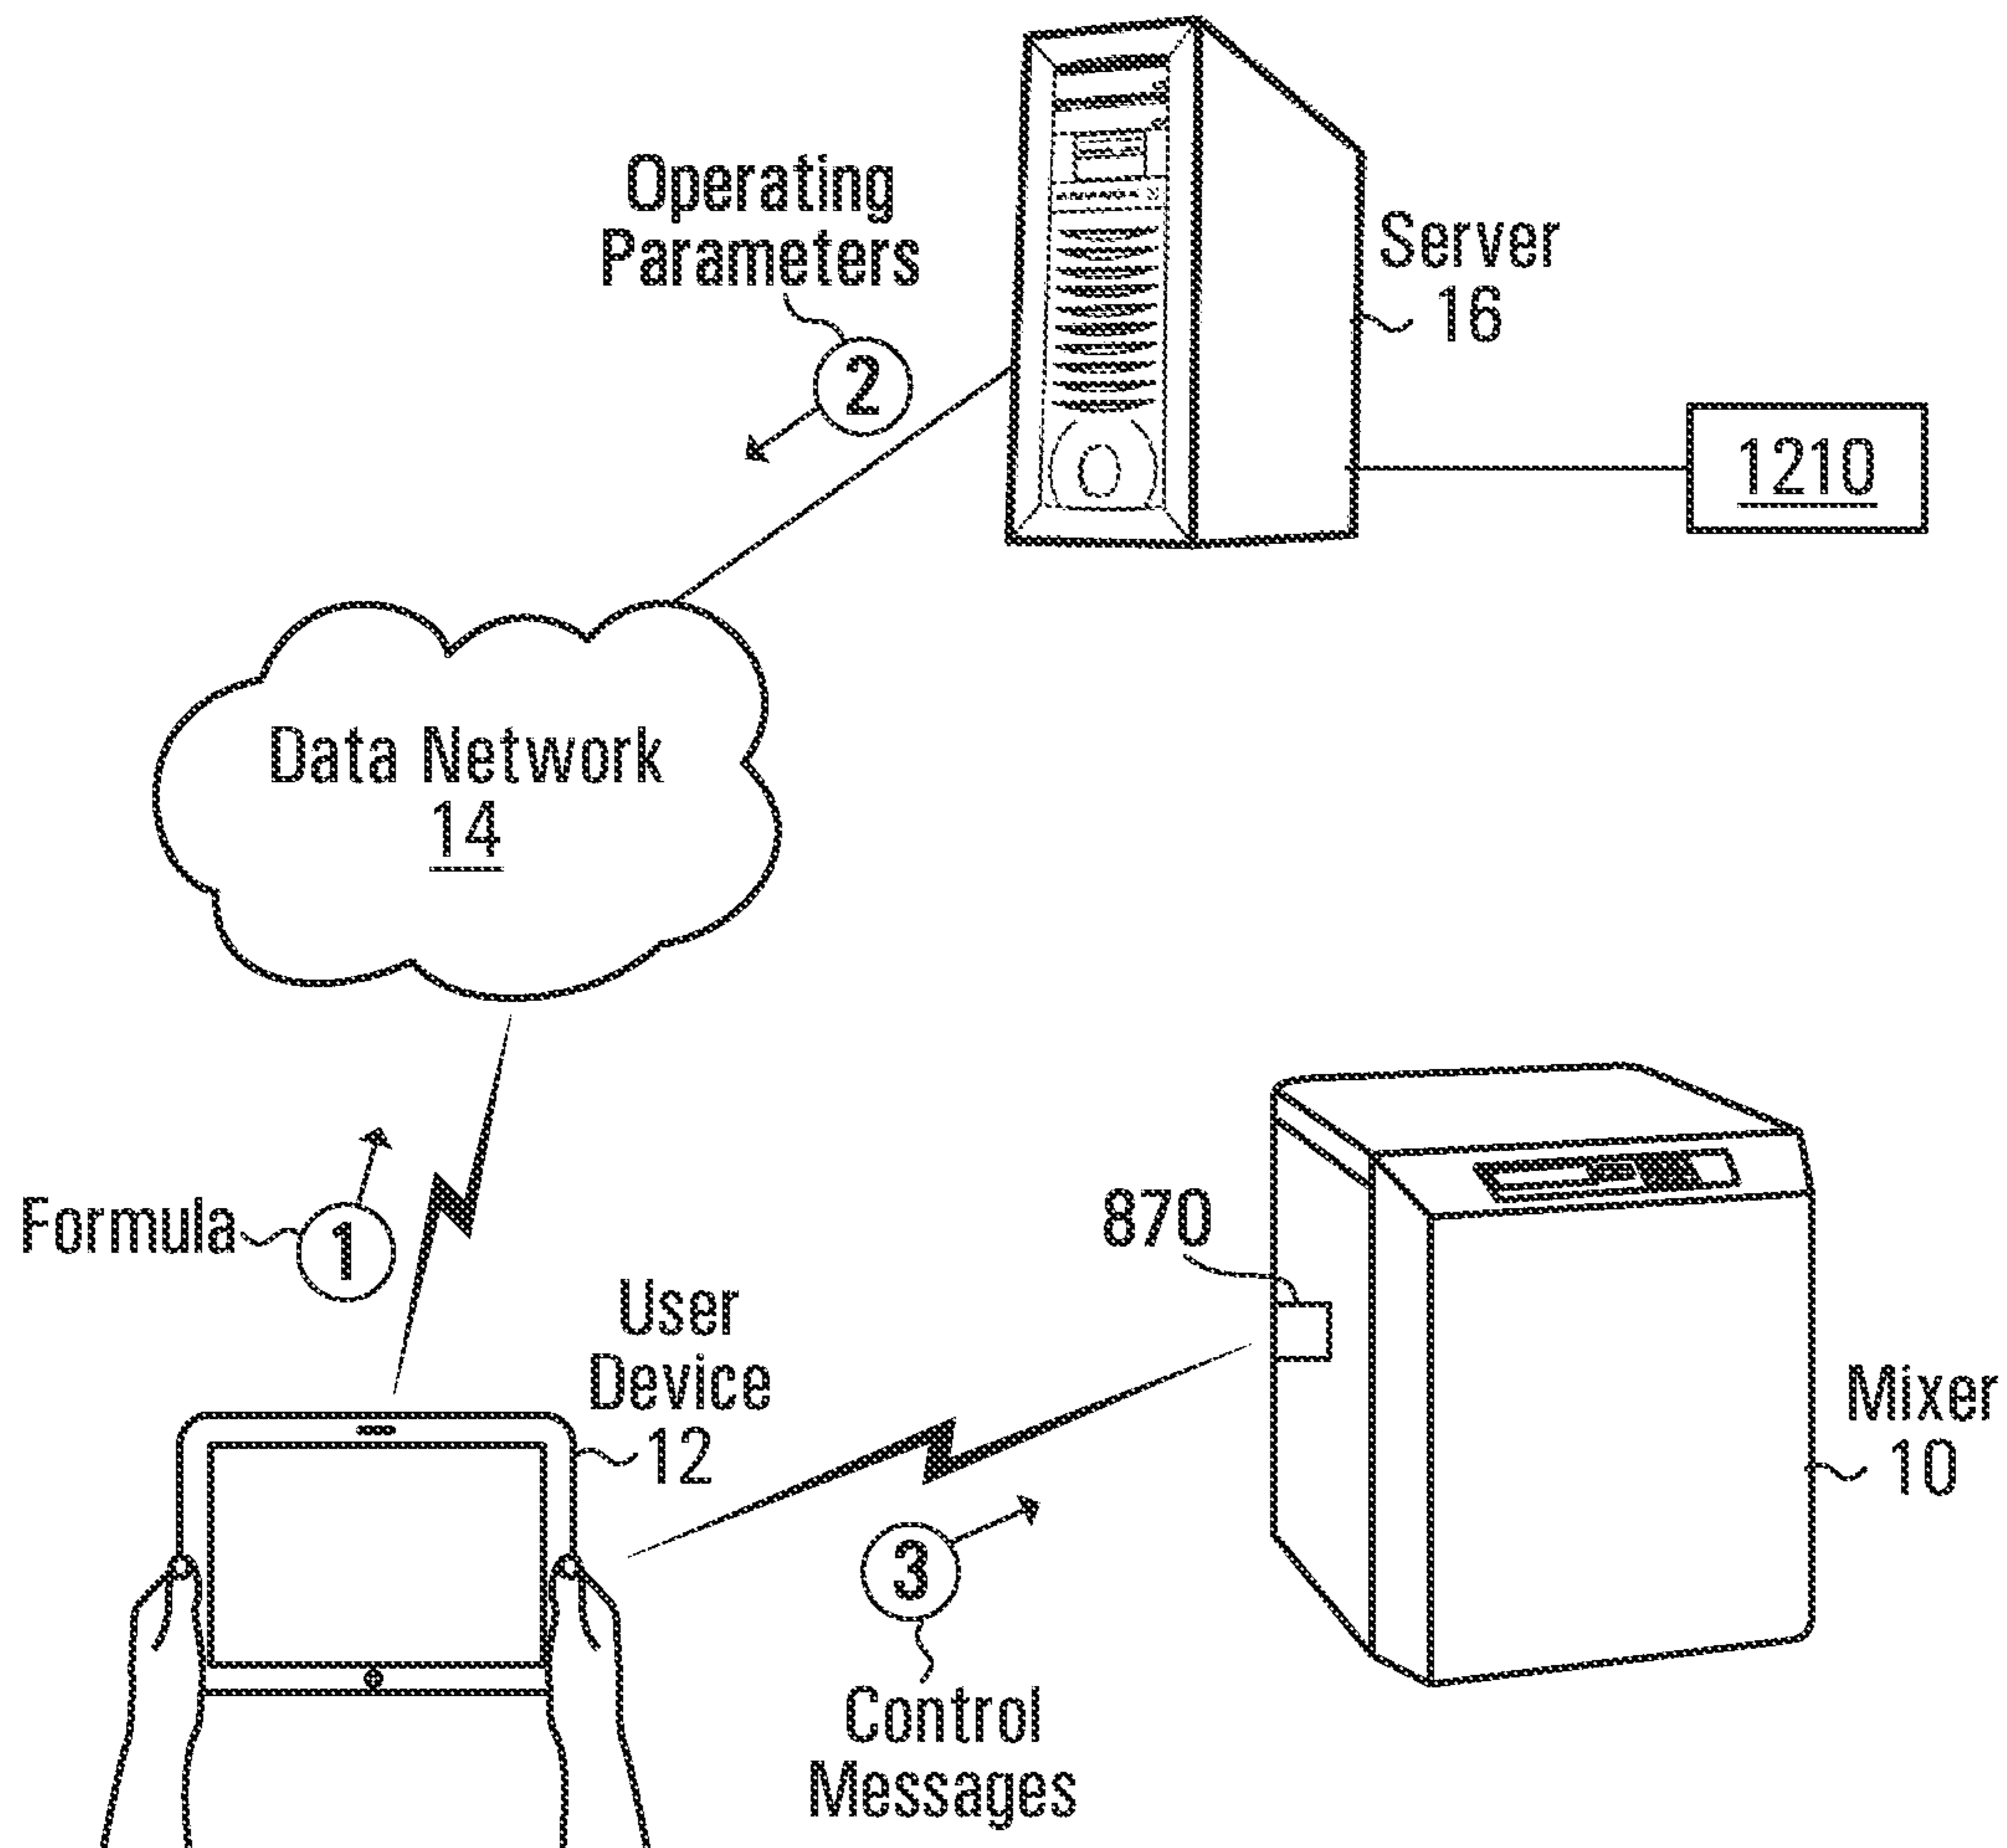 Operating
Parameters
2
Server
16
1210
Data Network
14
Formula
1
User
Device
12
870
Mixer
10
3
Control
Messages